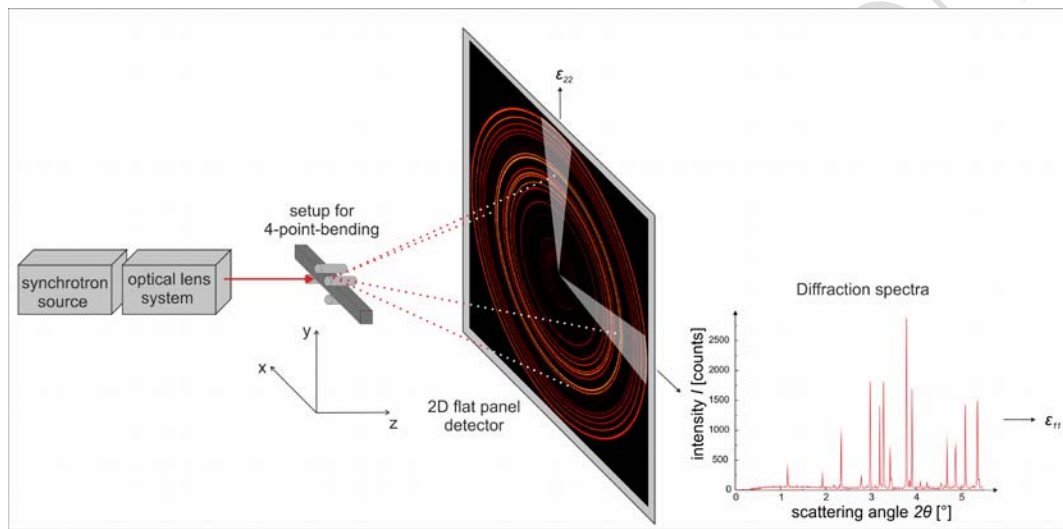 ε22
setup for
4-point-bending
synchrotron
source
optical lens
system
y
x
z
2D flat panel
detector
Diffraction spectra
intensity I [counts]
2500
2000
1500
1000
500
0
0 1 2 3 4 5
scattering angle 2θ [°]
ε11